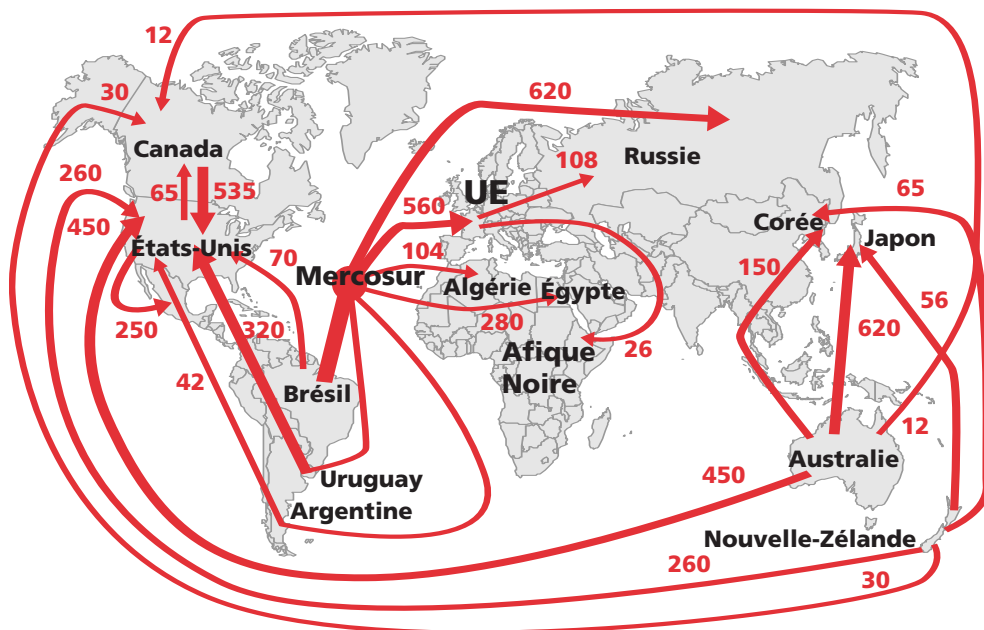 12
30
620
Canada
Russie
108
260
65
535
UE
65
560
Corée
450
États-Unis
70
104
Japon
Mercosur
150
Algérie
Égypte
56
250
320
280
620
26
Afique
Noire
42
Brésil
12
Australie
Uruguay
450
Argentine
Nouvelle-Zélande
260
30